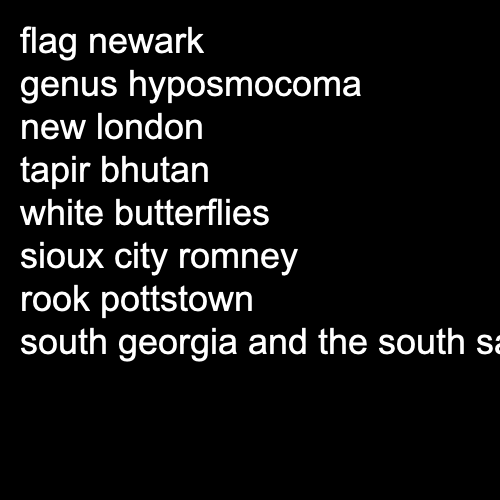 flag newark
genus hyposmocoma
new london
tapir bhutan
white butterflies
sioux city romney
rook pottstown
south georgia and the south